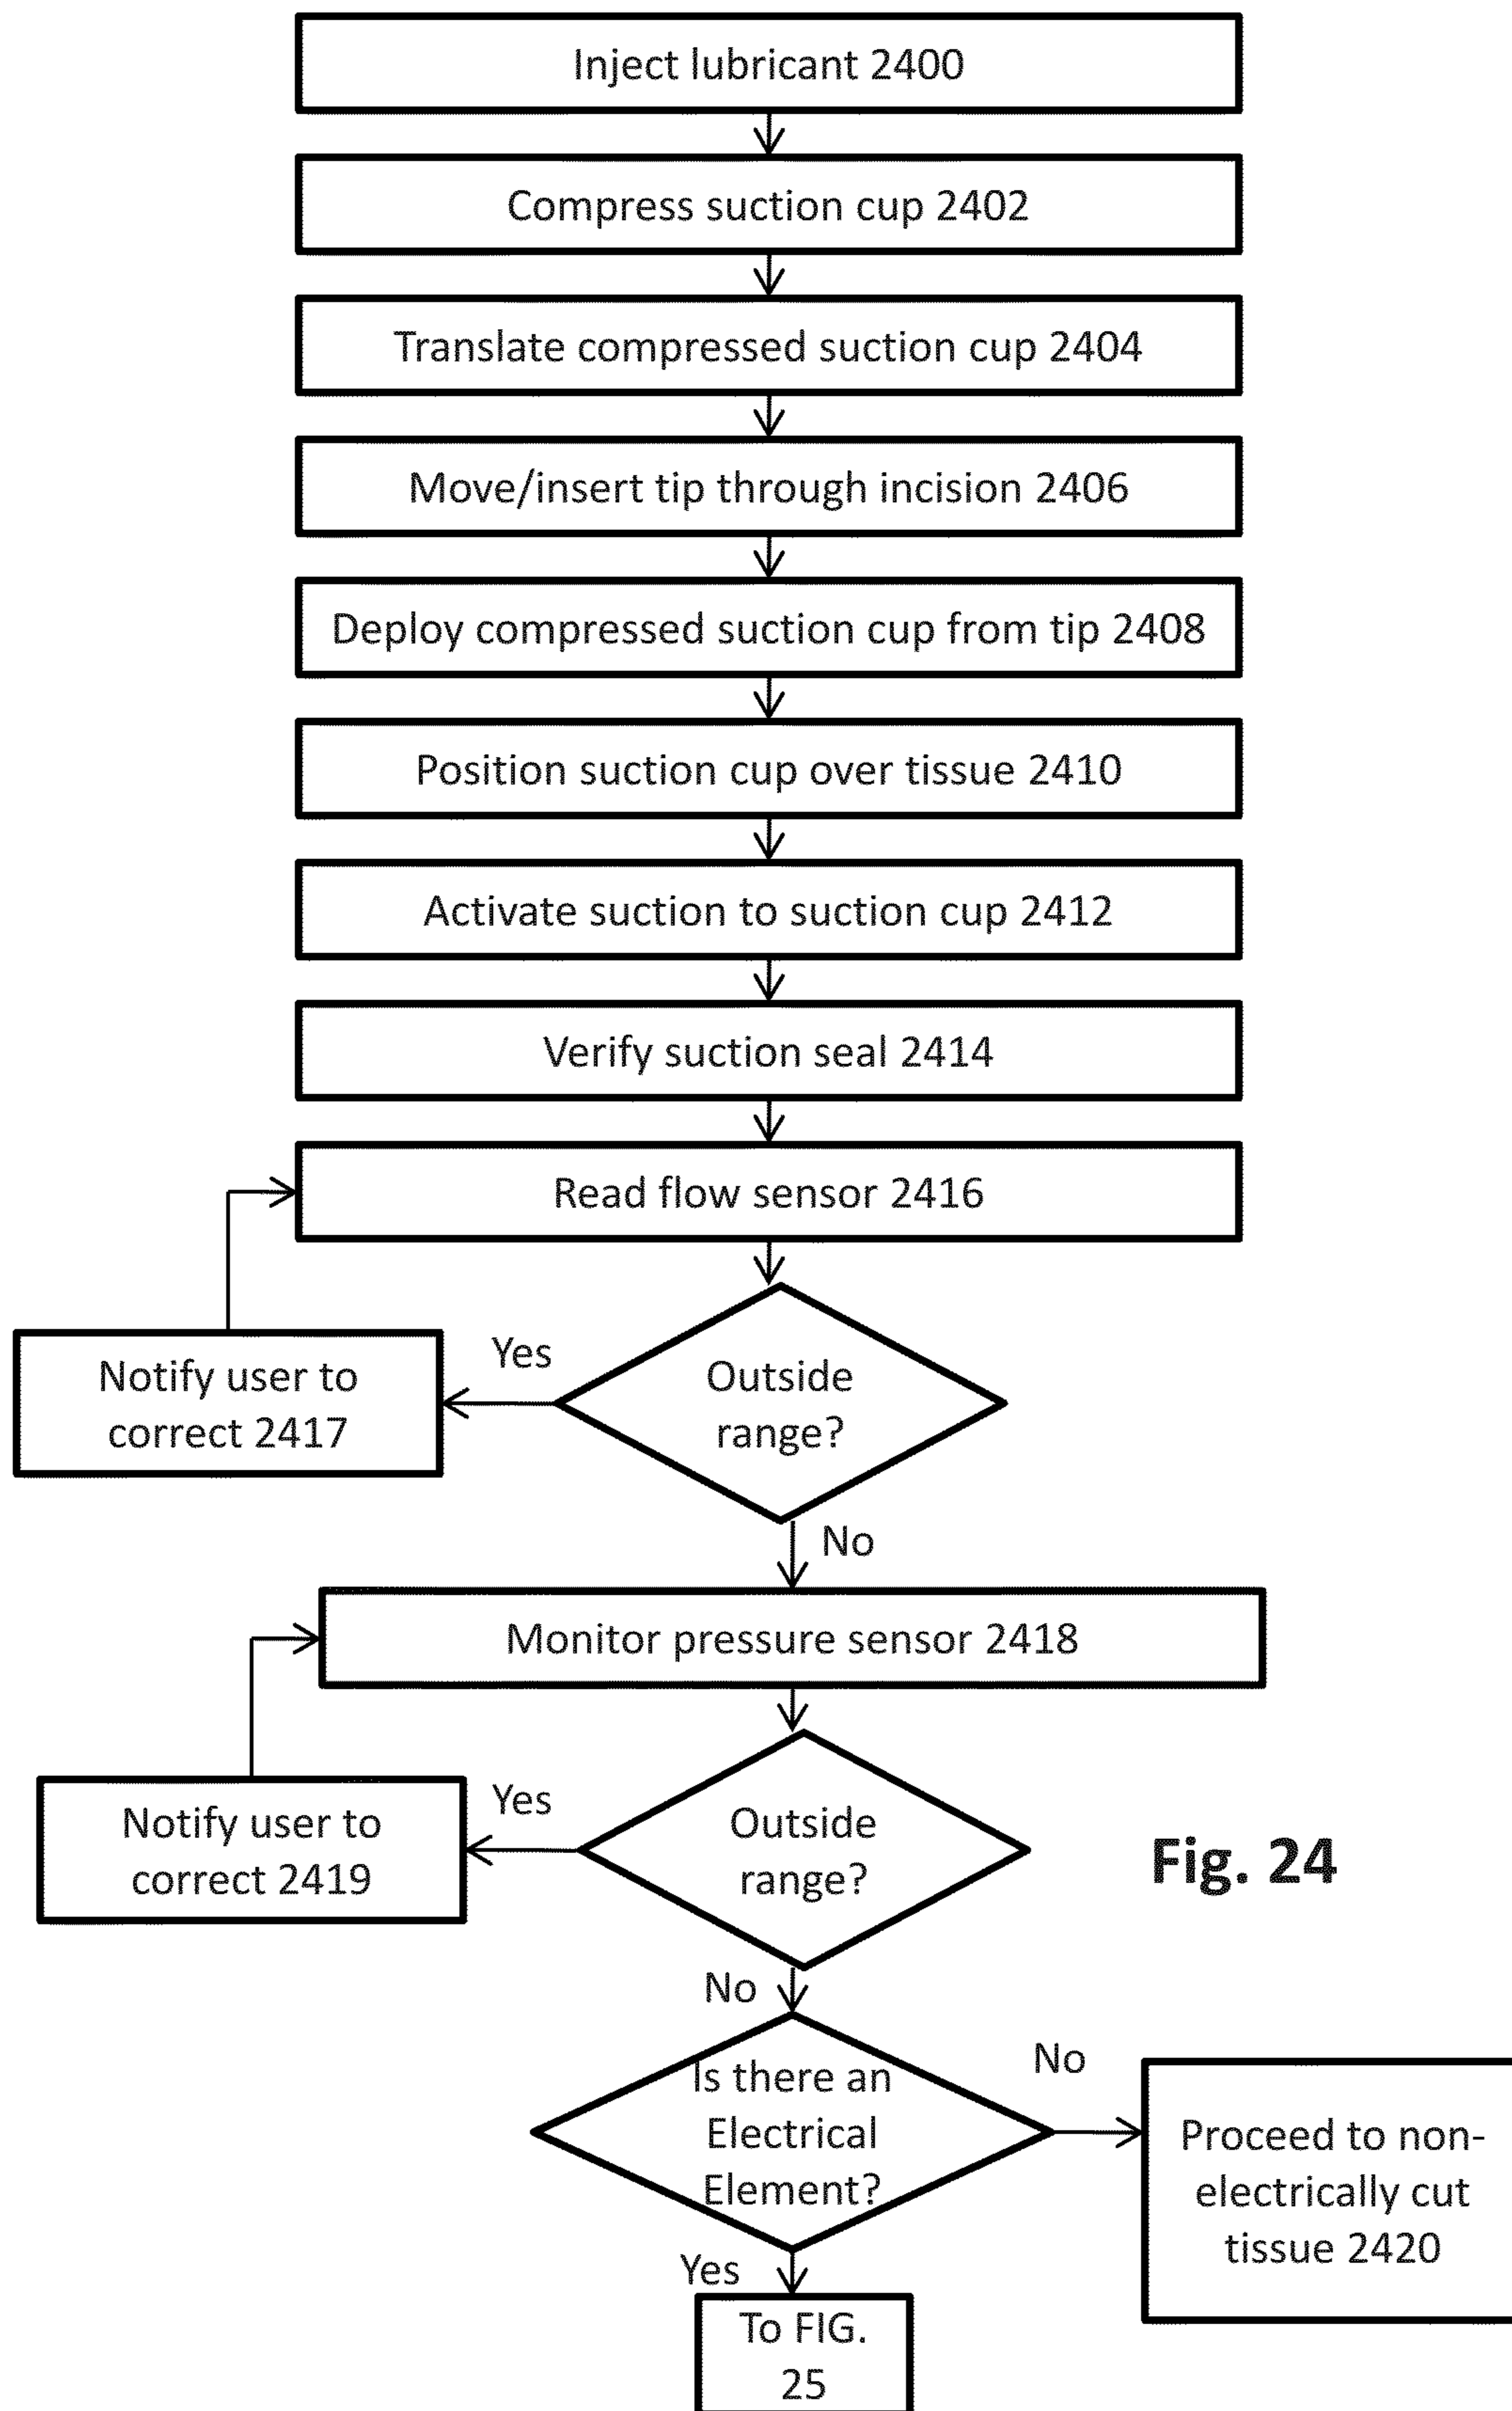 Inject lubricant 2400
Compress suction cup 2402
Translate compressed suction cup 2404
Move/insert tip through incision 2406
Deploy compressed suction cup from tip 2408
Position suction cup over tissue 2410
Activate suction to suction cup 2412
Verify suction seal 2414
Read flow sensor 2416
Yes
Notify user to
correct 2417
Outside
range?
No
Monitor pressure sensor 2418
Yes
Notify user to
correct 2419
Outside
range?
Fig. 24
No
Is there an
Electrical
Element?
No
Proceed to non-
electrically cut
tissue 2420
Yes
To FIG.
25